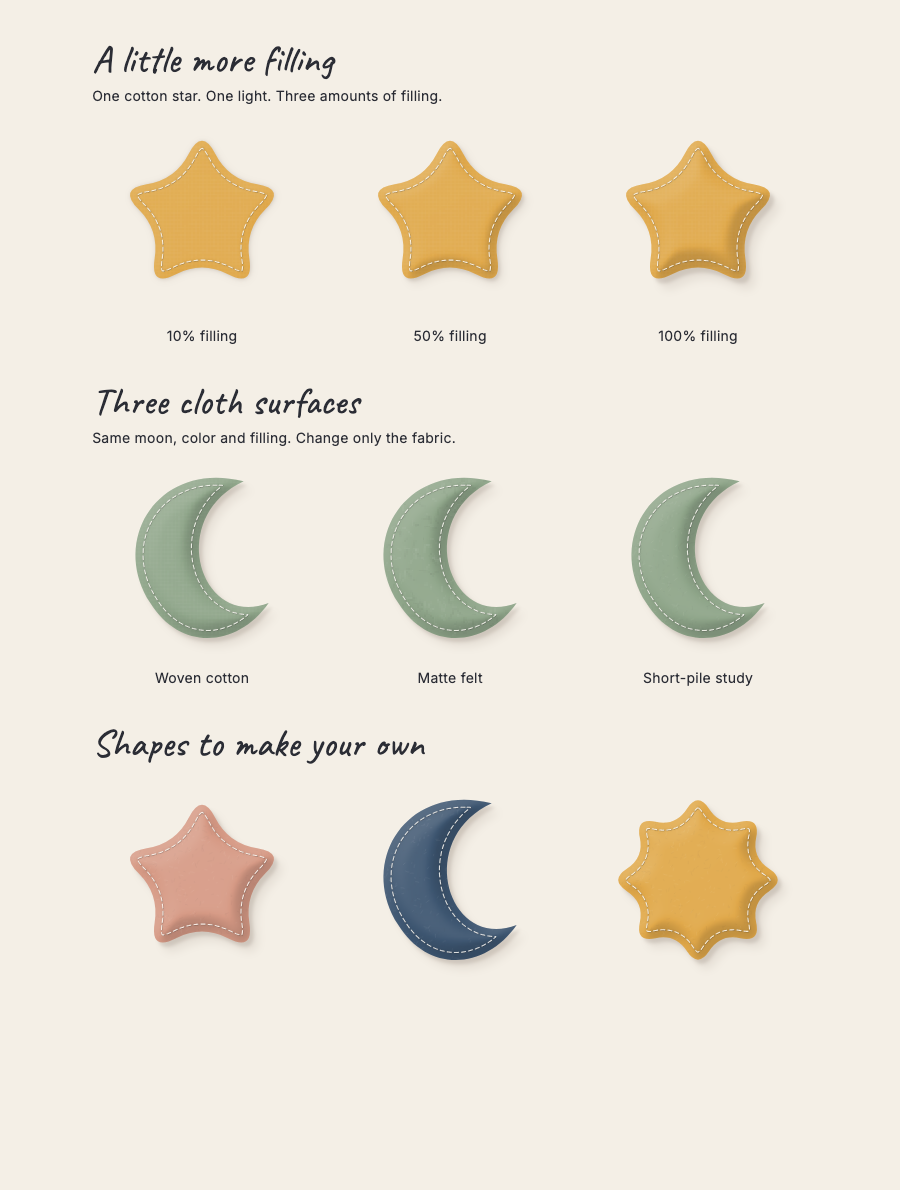 A little more filling
One cotton star. One light. Three amounts of filling.
10% filling
50% filling
100% filling
Three cloth surfaces
Same moon, color and filling. Change only the fabric.
Woven cotton
Matte felt
Short-pile study
Shapes to make your own